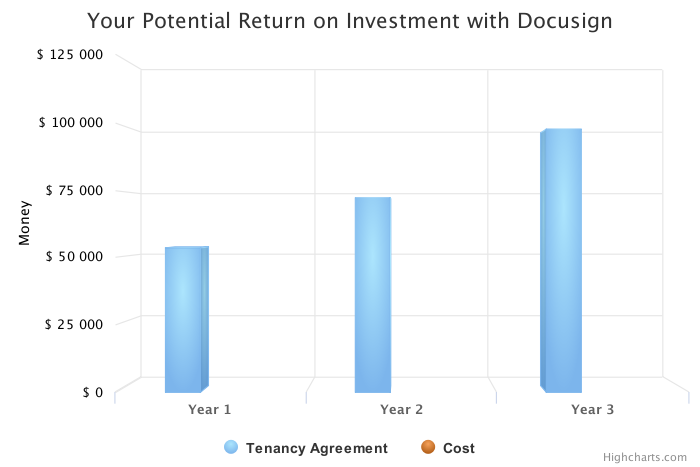 Your Potential Return on Investment with Docusign
$ 125 000
$ 100 000
$ 75 000
$ 50 000
$ 25 000
$ 0
Money
Year 1
Year 2
Year 3
Tenancy Agreement
Cost
Highcharts.com